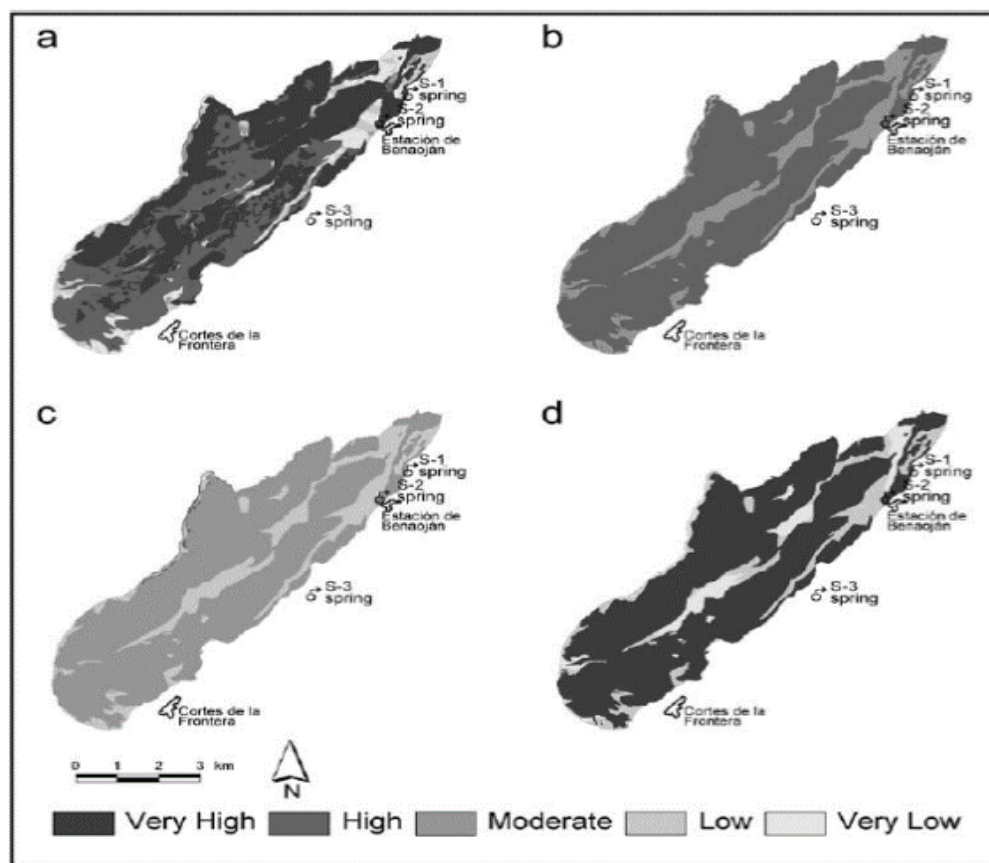 a
S-1
spring
S-2
spring
Estación de
Benaoján
S-3
spring
Cortes de la
Frontera
b
S-1
spring
S-2
spring
Estación de
Benaoján
S-3
spring
Cortes de la
Frontera
c
S-1
spring
S-2
spring
Estación de
Benaoján
S-3
spring
Cortes de la
Frontera
d
S-1
spring
S-2
spring
Estación de
Benaoján
S-3
spring
Cortes de la
Frontera
0 1 2 3 km
N
Very High High Moderate Low Very Low